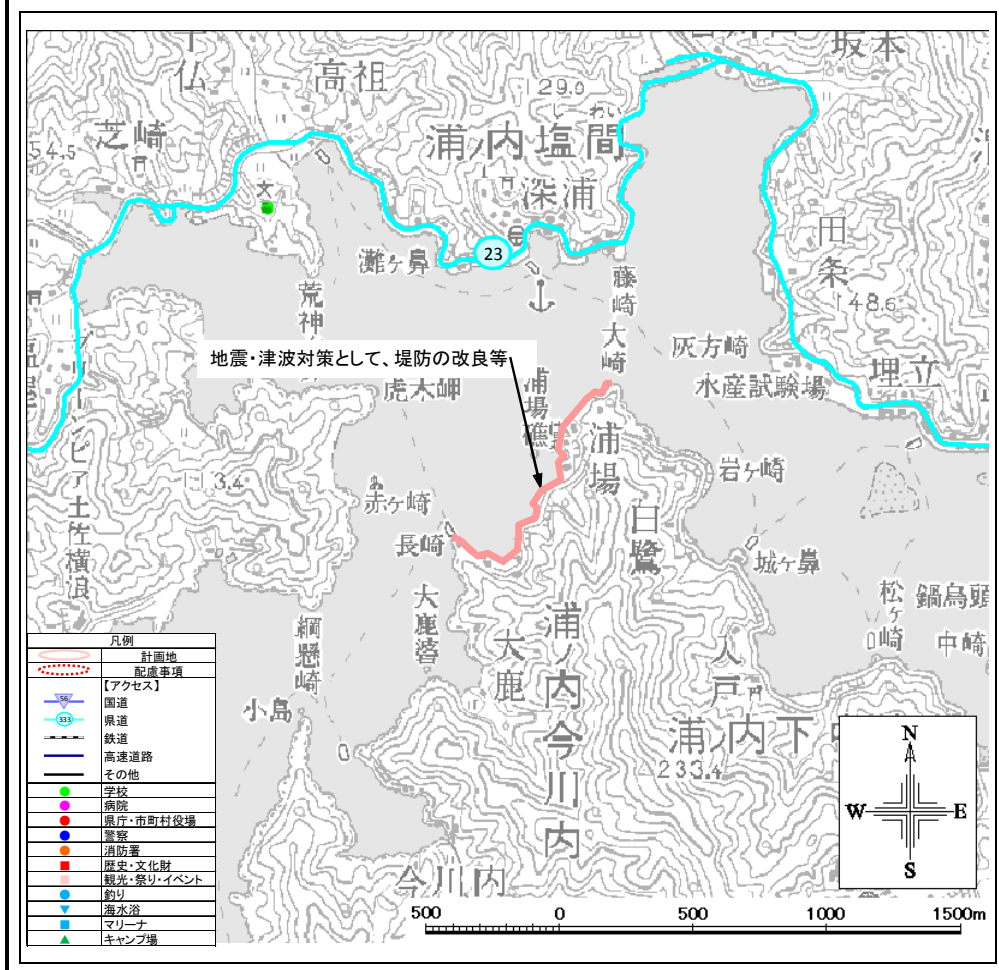 仏
高祖
129.0
坂本
芝崎
54.5
しわい
浦ノ内塩間
深浦
文
23
灘ヶ鼻
田条
148.6
藤崎
大崎
荒神
灰方崎
埋立
地震・津波対策として、堤防の改良等
虎木岬
水産試験場
浦場
113.4
赤ヶ崎
岩ヶ崎
長崎
白鷺
城ヶ鼻
土佐横浪
松ヶ崎
中崎
綱懸崎
大鹿
小島
浦ノ内今川内
浦ノ内下
233.4
今川内
凡例
計画地
配慮事項
【アクセス】
56
国道
333
県道
鉄道
高速道路
その他
学校
病院
県庁・市町村役場
警察
消防署
歴史・文化財
観光・祭り・イベント
釣り
海水浴
マリーナ
キャンプ場
N
W
E
S
500
0
500
1000
1500m